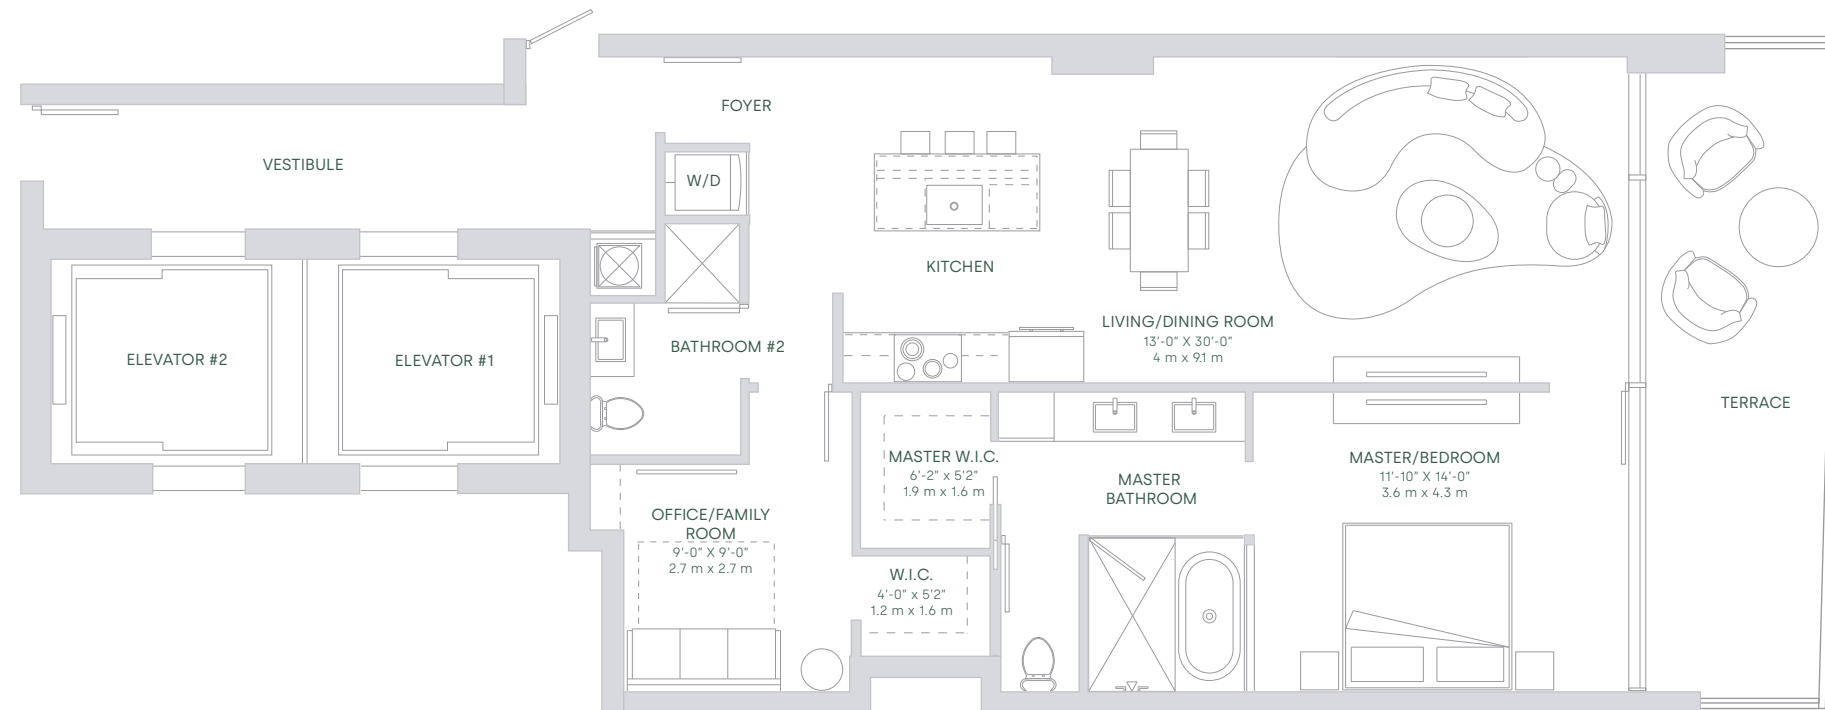 FOYER
VESTIBULE
W/D
KITCHEN
LIVING/DINING ROOM
13'-0" X 30'-0"
4 m x 9.1 m
BATHROOM #2
ELEVATOR #2
ELEVATOR #1
TERRACE
MASTER W.I.C.
6'-2" x 5'2"
1.9 m x 1.6 m
MASTER
BATHROOM
MASTER/BEDROOM
11'-10" X 14'-0"
3.6 m x 4.3 m
OFFICE/FAMILY
ROOM
9'-0" X 9'-0"
2.7 m x 2.7 m
W.I.C.
4'-0" x 5'2"
1.2 m x 1.6 m